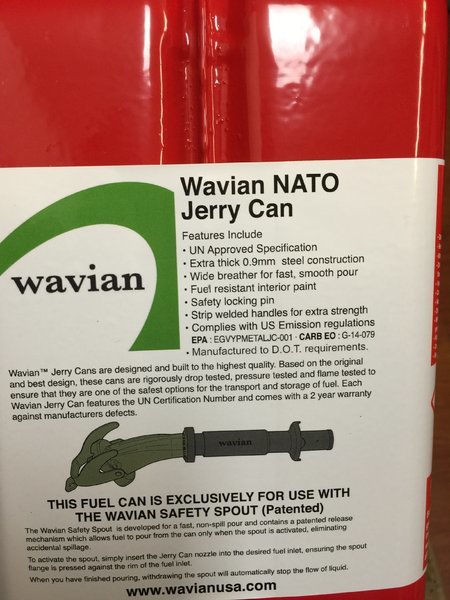 Wavian NATO
Jerry Can
Features Include
· UN Approved Specification
· Extra thick 0.9mm steel construction
· Wide breather for fast, smooth pour
· Fuel resistant interior paint
· Safety locking pin
· Strip welded handles for extra strength
· Complies with US Emission regulations
EPA : EGVYPMETALJC-001 · CARB EO : G-14-079
· Manufactured to D.O.T. requirements.
wavian
Wavian™ Jerry Cans are designed and built to the highest quality. Based on the original
and best design, these cans are rigorously drop tested, pressure tested and flame tested to
ensure that they are one of the safest options for the transport and storage of fuel. Each
Wavian Jerry Can features the UN Certification Number and comes with a 2 year warranty
against manufacturers defects.
wavian
THIS FUEL CAN IS EXCLUSIVELY FOR USE WITH
THE WAVIAN SAFETY SPOUT (Patented)
The Wavian Safety Spout is developed for a fast, non-spill pour and contains a patented release
mechanism which allows fuel to pour from the can only when the spout is activated, eliminating
accidental spillage.
To activate the spout, simply insert the Jerry Can nozzle into the desired fuel inlet, ensuring the spout
flange is pressed against the rim of the fuel inlet.
When you have finished pouring, withdrawing the spout will automatically stop the flow of liquid.
www.wavianusa.com